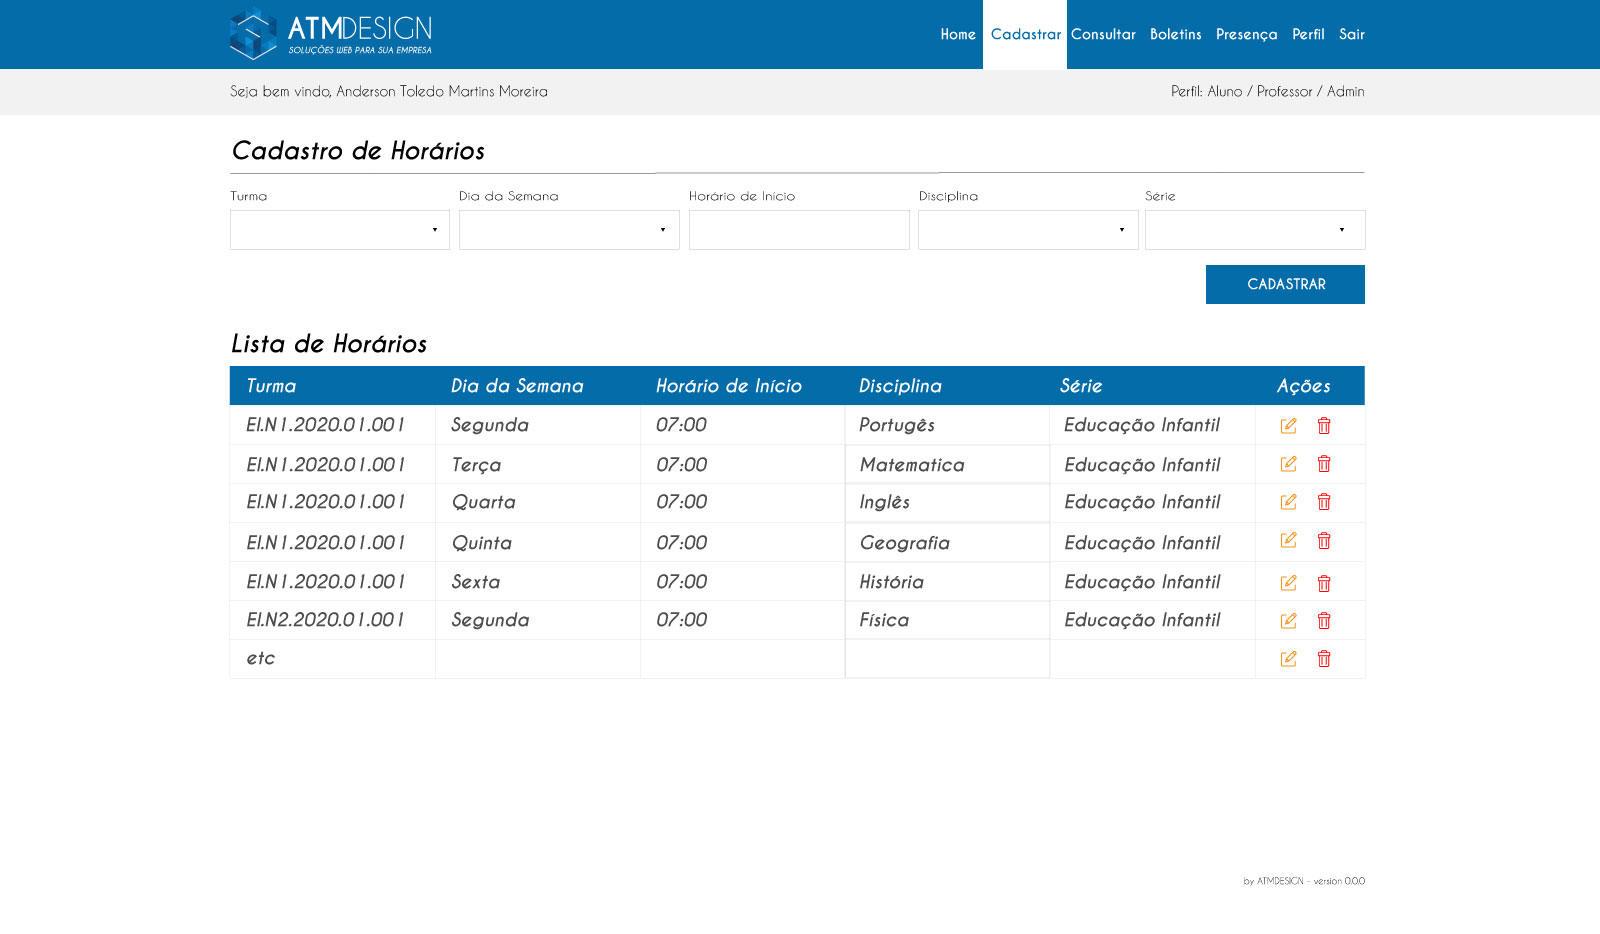 ATMDESIGN
SOLUÇÕES WEB PARA SUA EMPRESA
Home Cadastrar Consultar Boletins Presença Perfil Sair
Seja bem vindo, Anderson Toledo Martins Moreira
Perfil: Aluno / Professor / Admin
Cadastro de Horários
Turma Dia da Semana Horário de Início Disciplina Série
CADASTRAR
Lista de Horários
Turma Dia da Semana Horário de Início Disciplina Série Ações
EI.N1.2020.01.001 Segunda 07:00 Portugês Educação Infantil
EI.N1.2020.01.001 Terça 07:00 Matematica Educação Infantil
EI.N1.2020.01.001 Quarta 07:00 Inglês Educação Infantil
EI.N1.2020.01.001 Quinta 07:00 Geografia Educação Infantil
EI.N1.2020.01.001 Sexta 07:00 História Educação Infantil
EI.N2.2020.01.001 Segunda 07:00 Física Educação Infantil
etc
by ATMDESIGN - version 0.0.0